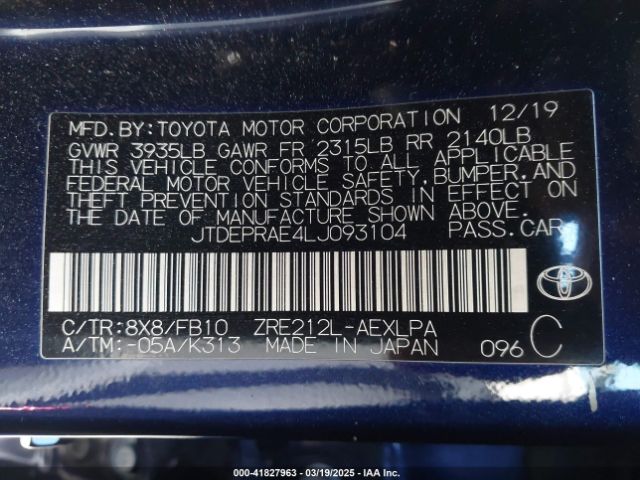 MFD.BY:TOYOTA MOTOR CORPORATION 12/19
GVWR 3935LB GAWR FR 2315LB RR 2140LB
THIS VEHICLE CONFORMS TO ALL APPLICABLE
FEDERAL MOTOR VEHICLE SAFETY,BUMPER,AND
THEFT PREVENTION STANDARDS IN EFFECT ON
THE DATE OF MANUFACTURE SHOWN ABOVE.
JTDEPRAE4LJ093104 PASS.CAR
C/TR:8X8/FB10 ZRE212L-AEXLPA
A/TM:-05A/K313 MADE IN JAPAN 096 C
000-41827963 | 03/19/2025 | IAA Inc.